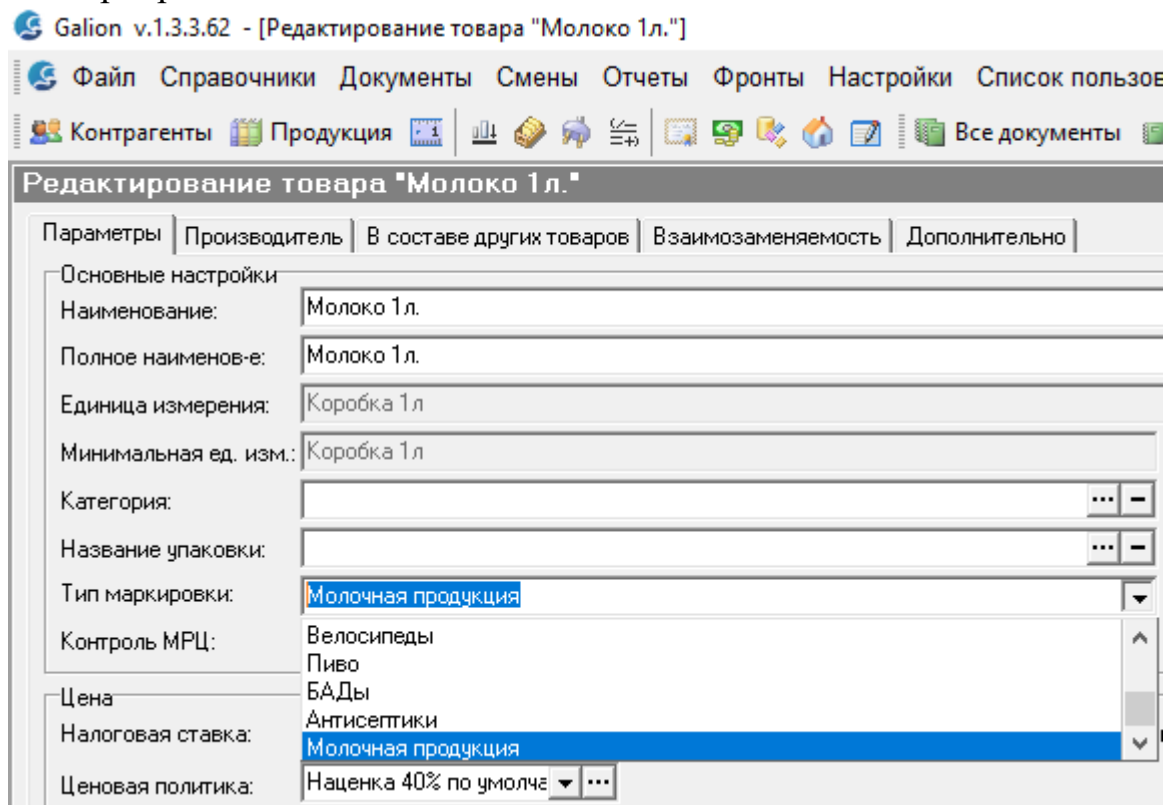 Galion v.1.3.3.62 - [Редактирование товара "Молоко 1л."]
Файл Справочники Документы Смены Отчеты Фронты Настройки Список
Контрагенты Продукция Все документы
Редактирование товара "Молоко 1л."
Параметры Производитель В составе других товаров Взаимозаменяемость Дополнительно
Основные настройки
Наименование: Молоко 1л.
Полное наименов-е: Молоко 1л.
Единица измерения: Коробка 1л
Минимальная ед. изм.: Коробка 1л
Категория:
Название упаковки:
Тип маркировки: Молочная продукция
Контроль МРЦ:
Велосипеды
Пиво
БАДы
Антисептики
Молочная продукция
Цена
Налоговая ставка:
Ценовая политика: Наценка 40% по умолча